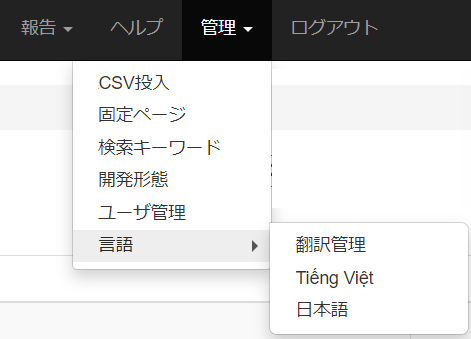 報告 ヘルプ 管理 ログアウト
CSV投入
固定ページ
検索キーワード
開発形態
ユーザ管理
言語
翻訳管理
Tiếng Việt
日本語